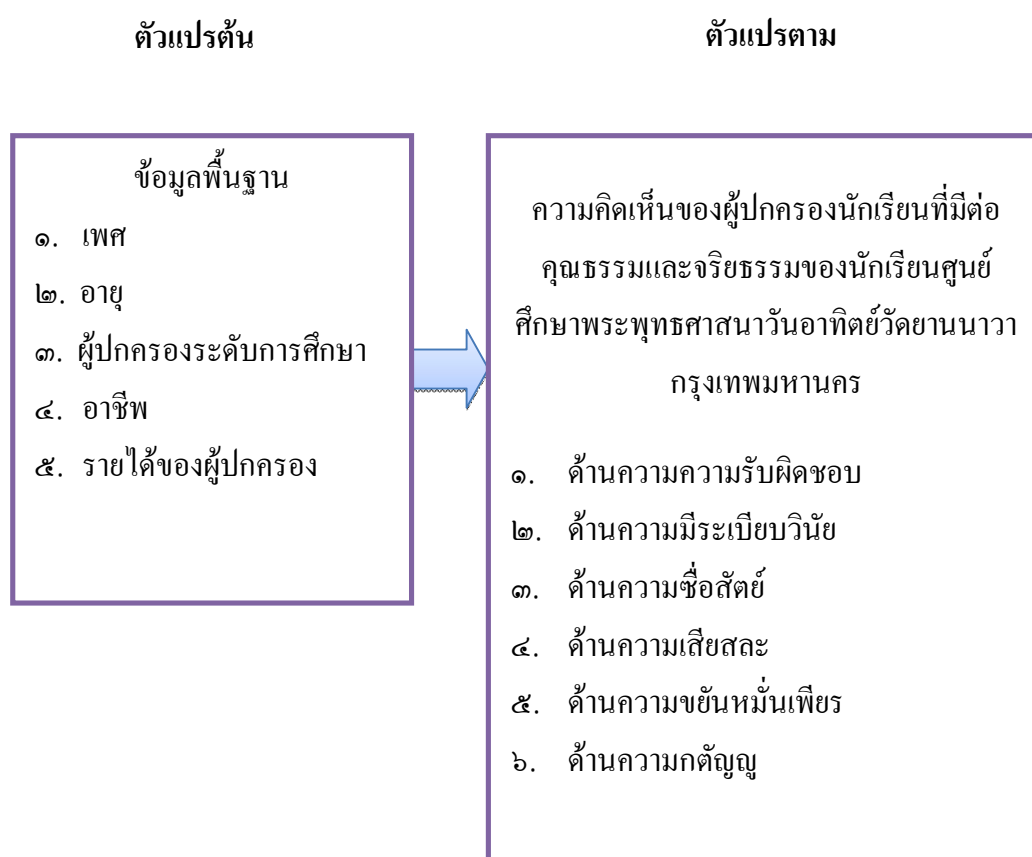 ตัวแปรต้น
ตัวแปรตาม
ข้อมูลพื้นฐาน
๑. เพศ
๒. อายุ
๓. ผู้ปกครองระดับการศึกษา
๔. อาชีพ
๕. รายได้ของผู้ปกครอง
ความคิดเห็นของผู้ปกครองนักเรียนที่มีต่อ
คุณธรรมและจริยธรรมของนักเรียนศูนย์
ศึกษาพระพุทธศาสนาวันอาทิตย์วัดยานนาวา
กรุงเทพมหานคร
๑. ด้านความความรับผิดชอบ
๒. ด้านความมีระเบียบวินัย
๓. ด้านความซื่อสัตย์
๔. ด้านความเสียสละ
๕. ด้านความขยันหมั่นเพียร
๖. ด้านความกตัญญู